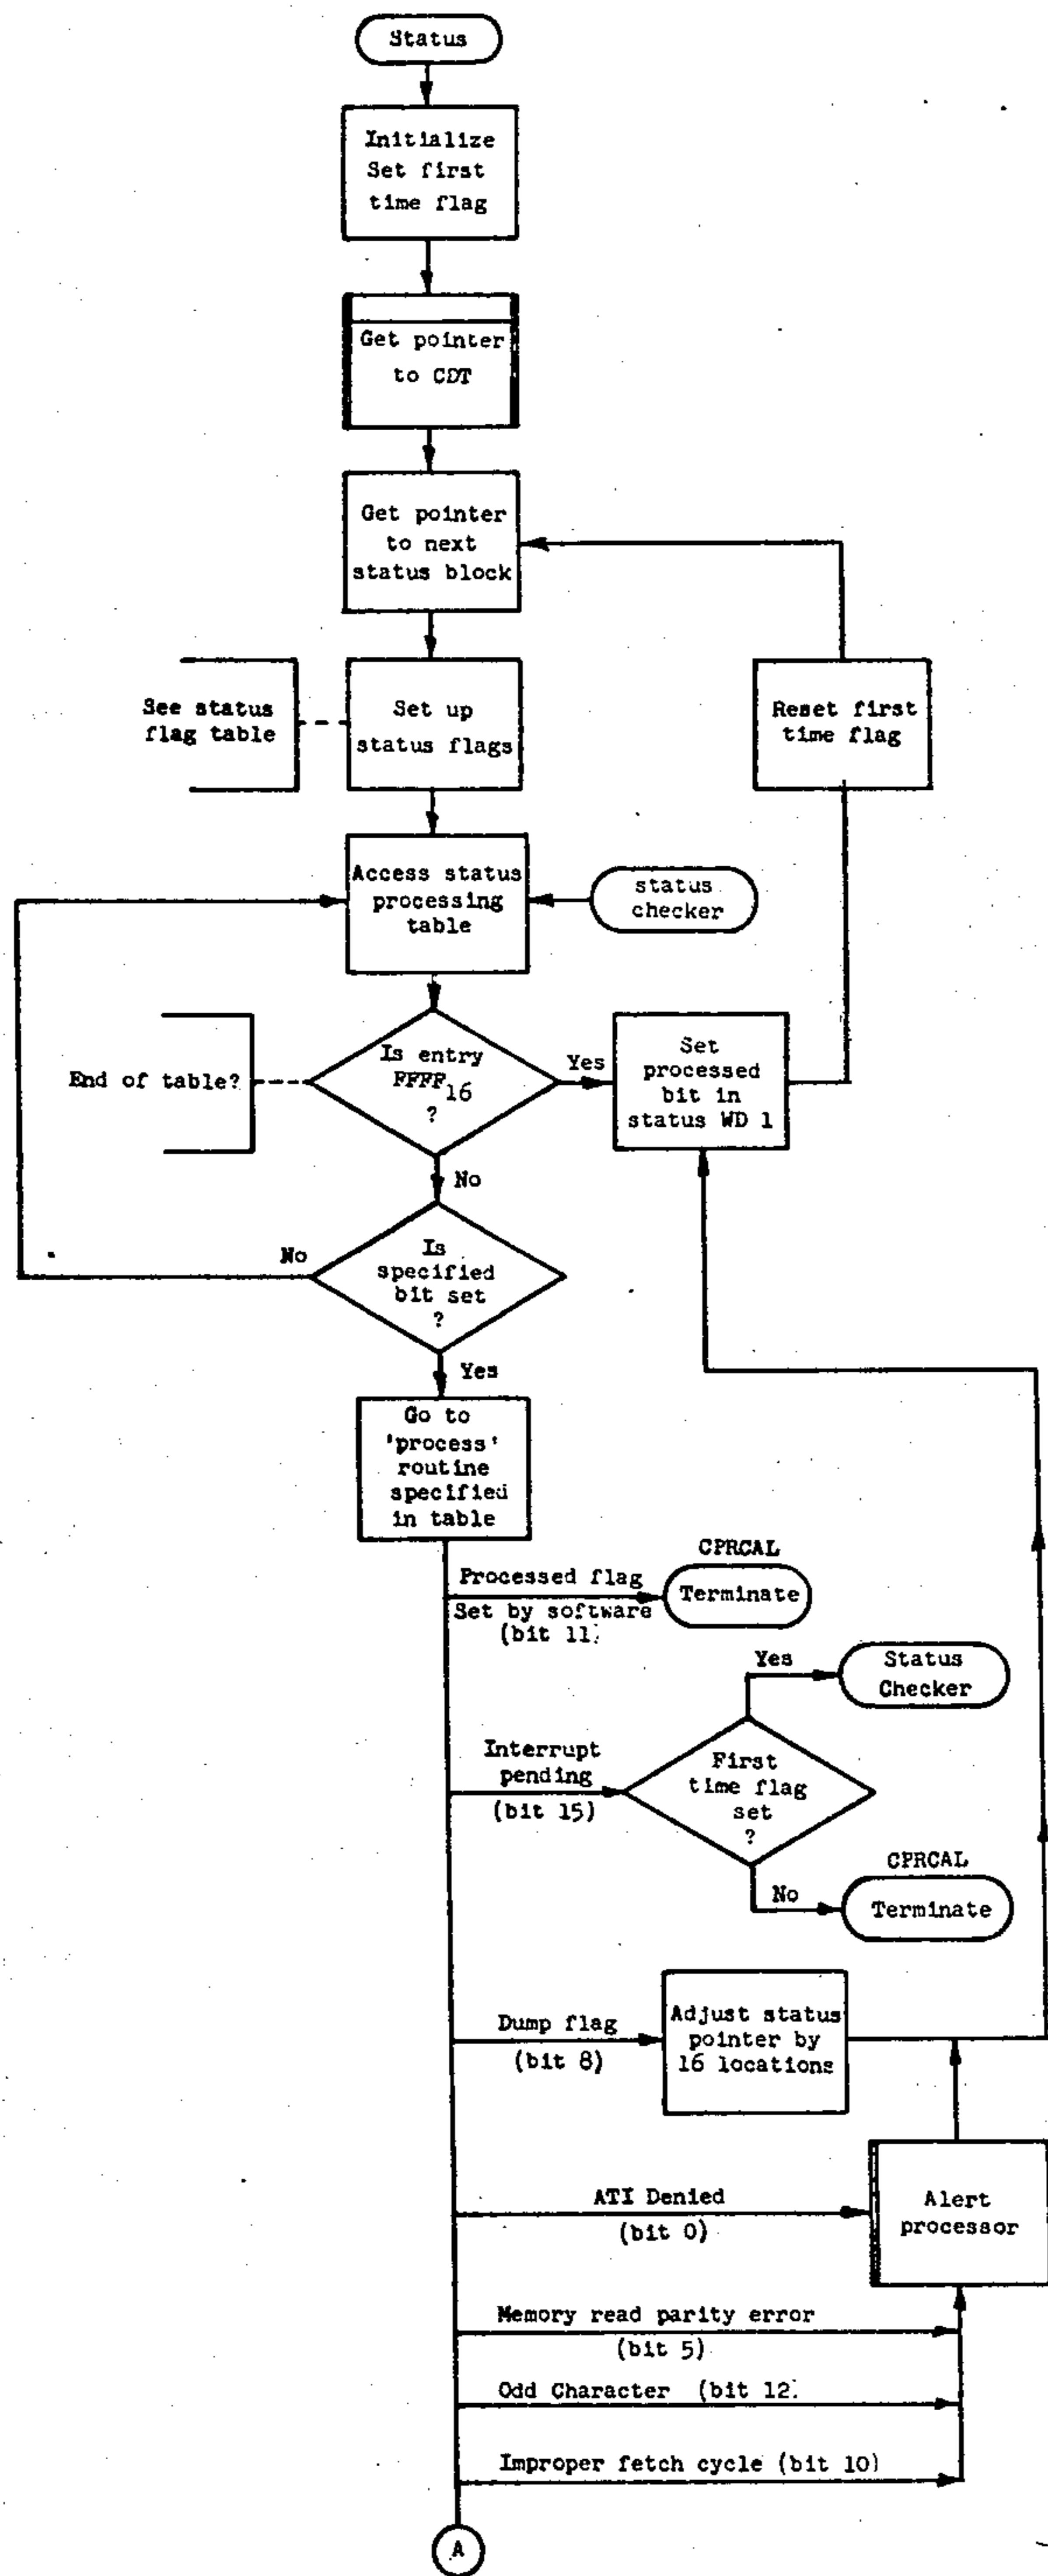 Status
Initialize
Set first
time flag
Get pointer
to CDT
Get pointer
to next
status block
See status
flag table
Set up
status flags
Reset first
time flag
Access status
processing
table
status
checker
End of table?
Is entry
FFFF16
?
Yes
Set
processed
bit in
status WD 1
No
Is
specified
bit set
?
No
Yes
Go to
'process'
routine
specified
in table
Processed flag
Set by software
(bit 11)
CPRCAL
Terminate
Interrupt
pending
(bit 15)
First
time flag
set
?
Yes
Status
Checker
No
CPRCAL
Terminate
Dump flag
(bit 8)
Adjust status
pointer by
16 locations
ATI Denied
(bit 0)
Alert
processor
Memory read parity error
(bit 5)
Odd Character (bit 12)
Improper fetch cycle (bit 10)
A